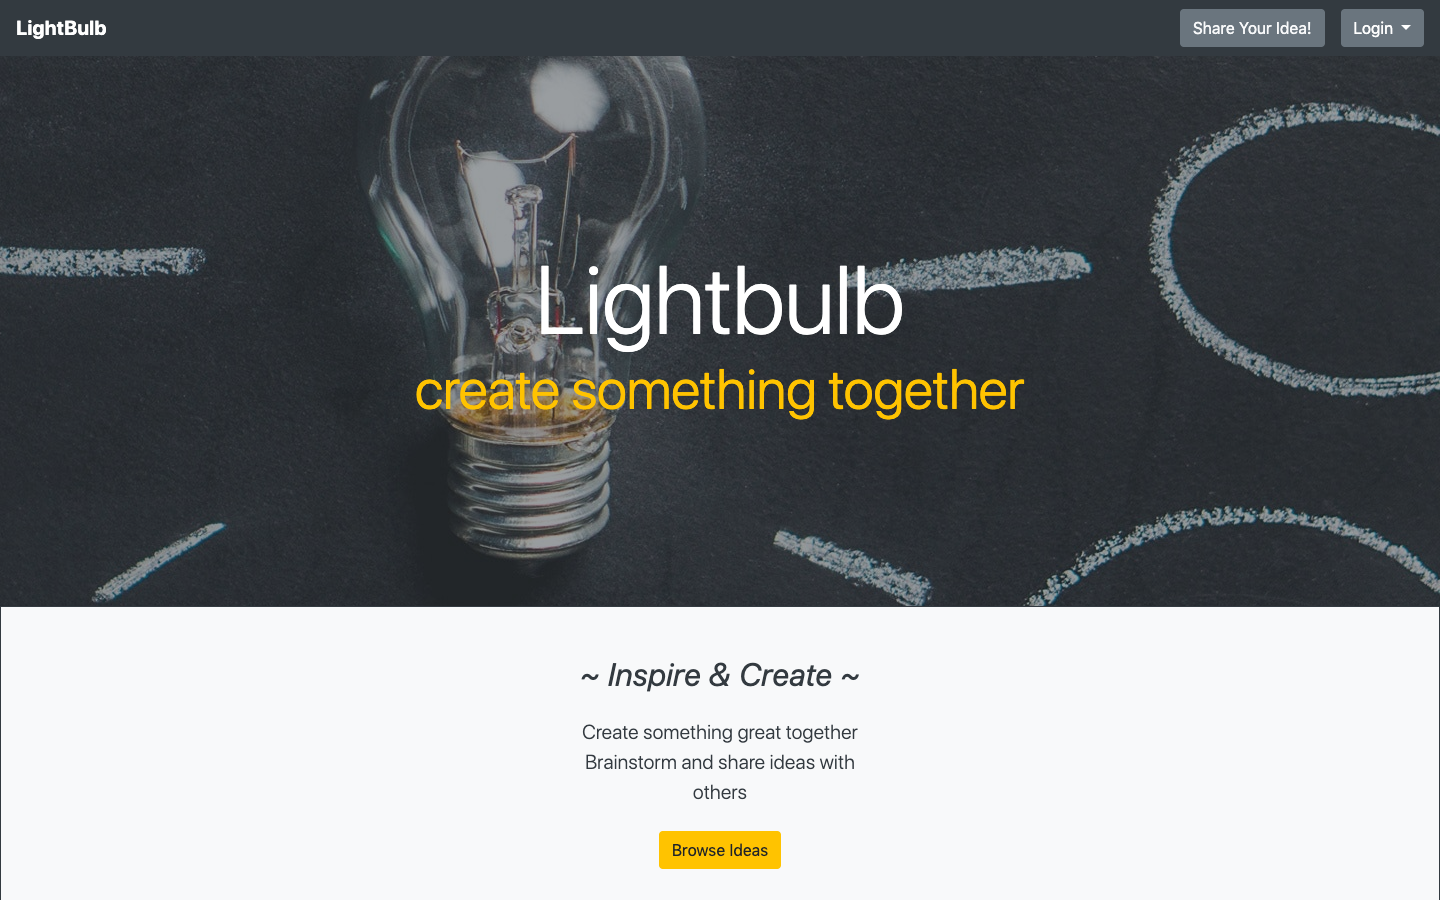 LightBulb
Share Your Idea!
Login
Lightbulb
create something together
~ Inspire & Create ~
Create something great together
Brainstorm and share ideas with
others
Browse Ideas